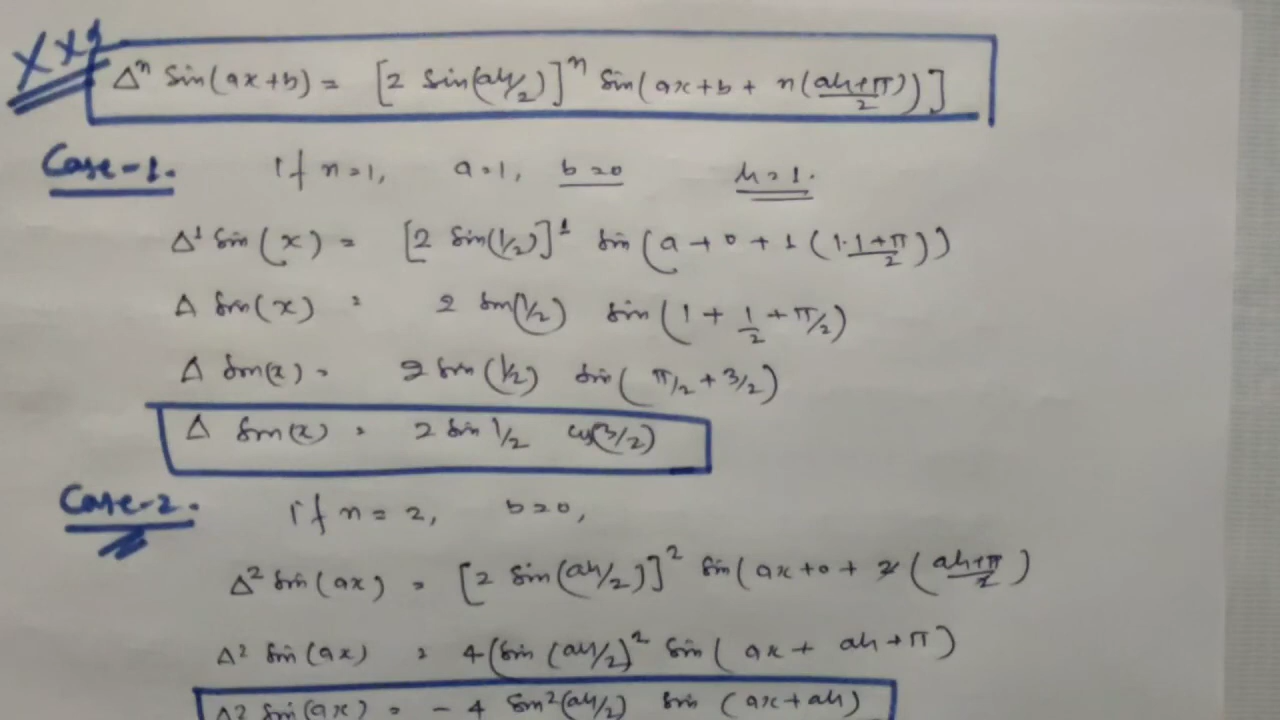 XX1
Δⁿ Sin(ax+b) = [2 Sin(ah/2)]ⁿ Sin(ax+b + n(ah+π/2))]
Case-1. if n=1, a=1, b=0 h=1.
Δ¹ Sin(x) = [2 Sin(1/2)]¹ Sin(a+0+1(1.1+π/2))
Δ Sin(x) = 2 Sin(1/2) Sin(1+1/2+π/2)
Δ Sin(x) = 2 Sin(1/2) Sin(π/2+3/2)
Δ Sin(x) = 2 Sin 1/2 cos(3/2)
Case-2. if n=2, b=0,
Δ² Sin(ax) = [2 Sin(ah/2)]² Sin(ax+0+2(ah+π/2)
Δ² Sin(ax) = 4(Sin(ah/2)² Sin(ax+ah+π)
Δ² Sin(ax) = -4 Sin²(ah/2) Sin (ax+ah)